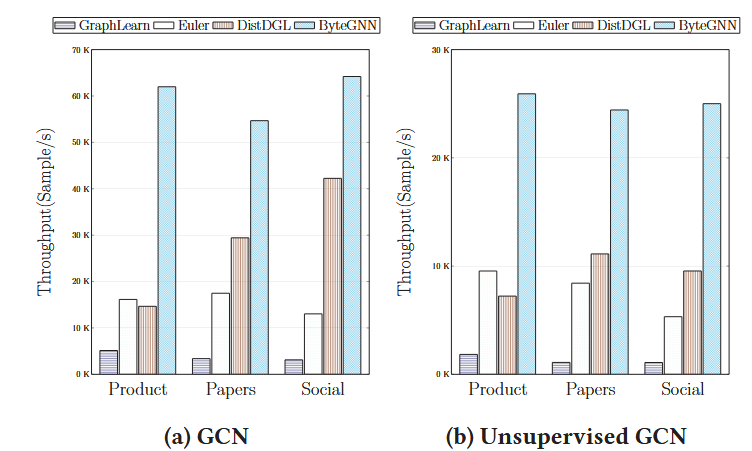 GraphLearn Euler DistDGL ByteGNN
70 K
60 K
50 K
40 K
30 K
20 K
10 K
0 K
Throughput(Sample/s)
Product Papers Social
(a) GCN
GraphLearn Euler DistDGL ByteGNN
30 K
20 K
10 K
0 K
Throughput(Sample/s)
Product Papers Social
(b) Unsupervised GCN